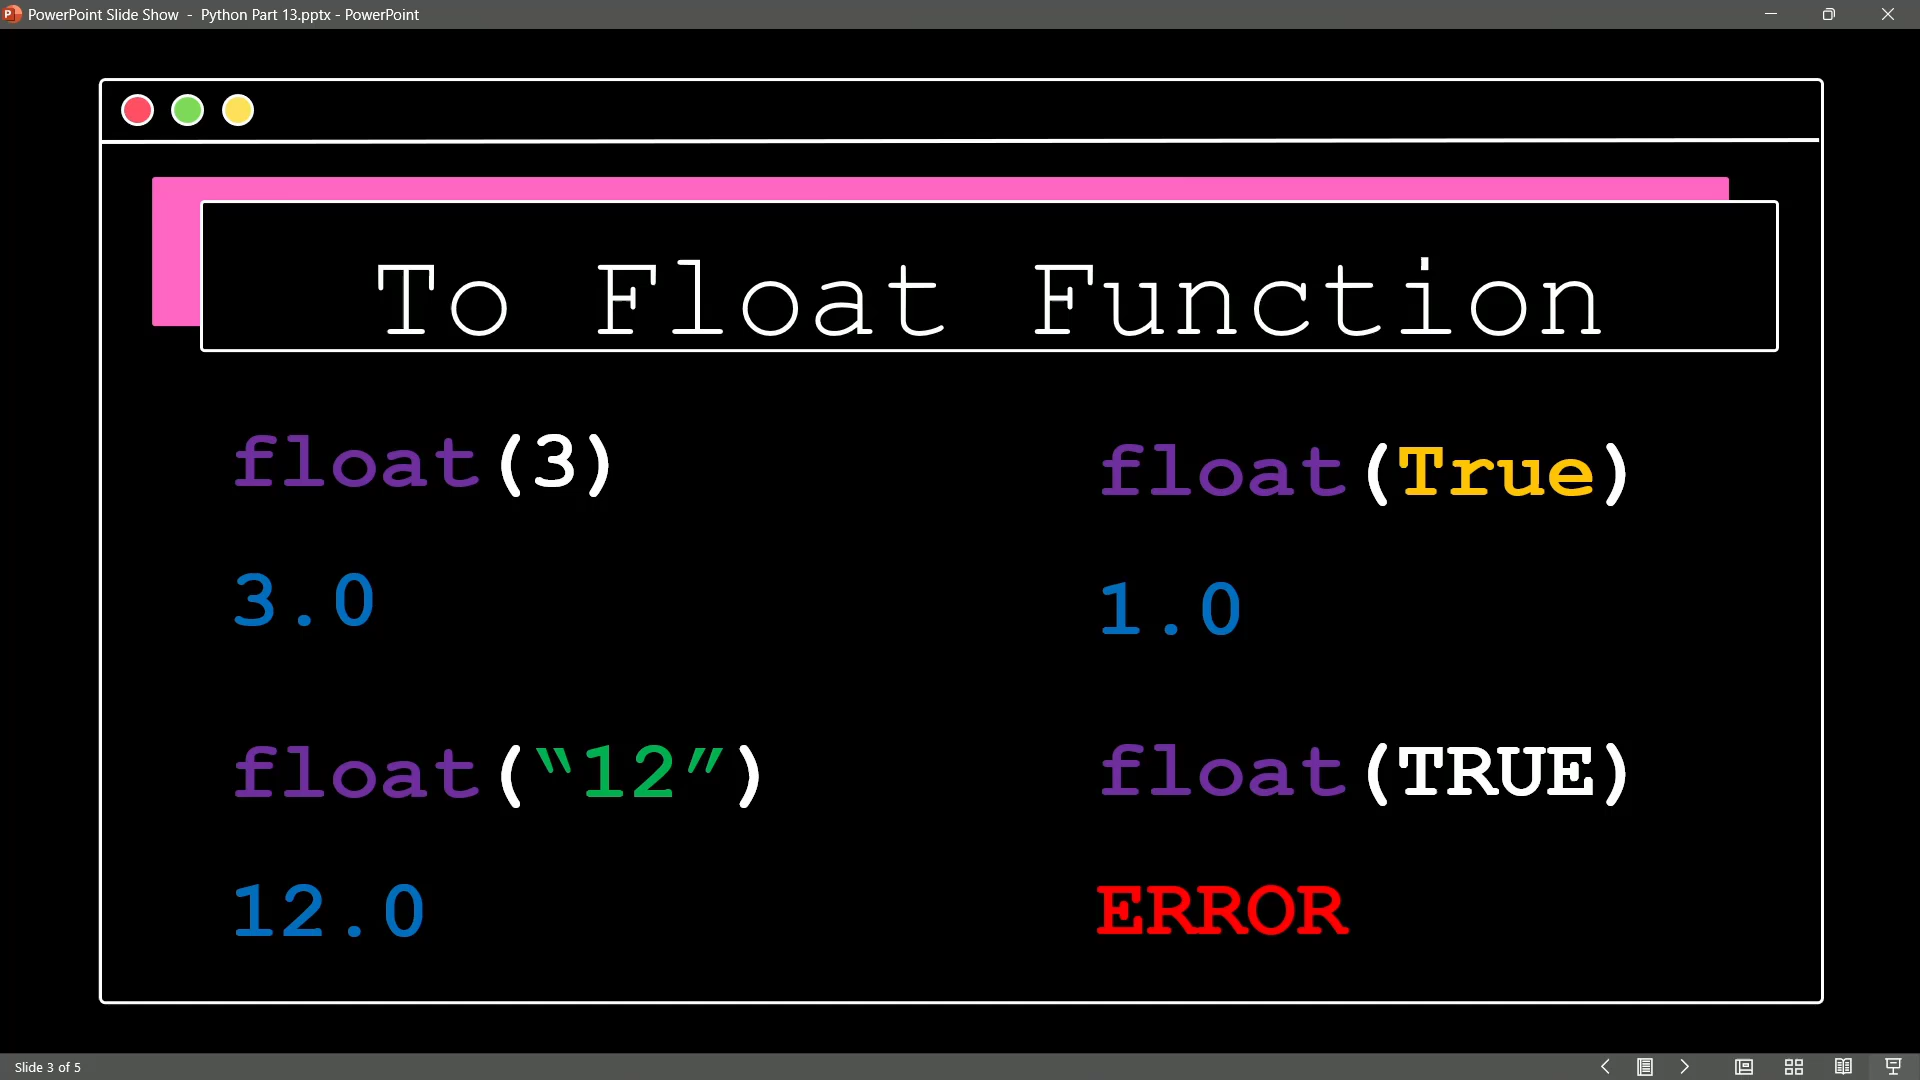 PowerPoint Slide Show - Python Part 13.pptx - PowerPoint
To Float Function
float(3)
3.0
float(“12”)
12.0
float(True)
1.0
float(TRUE)
ERROR
Slide 3 of 5